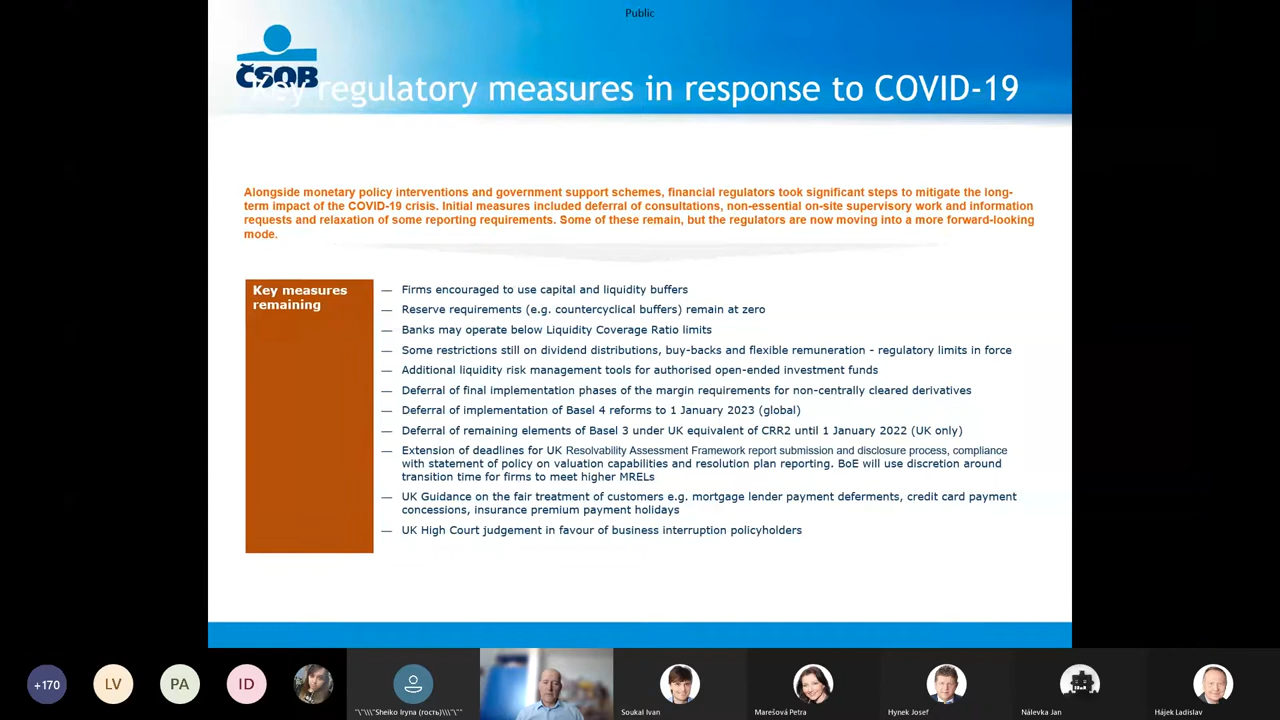 Public
ČSOB
Key regulatory measures in response to COVID-19
Alongside monetary policy interventions and government support schemes, financial regulators took significant steps to mitigate the long-
term impact of the COVID-19 crisis. Initial measures included deferral of consultations, non-essential on-site supervisory work and information
requests and relaxation of some reporting requirements. Some of these remain, but the regulators are now moving into a more forward-looking
mode.
Key measures
remaining
— Firms encouraged to use capital and liquidity buffers
— Reserve requirements (e.g. countercyclical buffers) remain at zero
— Banks may operate below Liquidity Coverage Ratio limits
— Some restrictions still on dividend distributions, buy-backs and flexible remuneration - regulatory limits in force
— Additional liquidity risk management tools for authorised open-ended investment funds
— Deferral of final implementation phases of the margin requirements for non-centrally cleared derivatives
— Deferral of implementation of Basel 4 reforms to 1 January 2023 (global)
— Deferral of remaining elements of Basel 3 under UK equivalent of CRR2 until 1 January 2022 (UK only)
— Extension of deadlines for UK Resolvability Assessment Framework report submission and disclosure process, compliance
with statement of policy on valuation capabilities and resolution plan reporting. BoE will use discretion around
transition time for firms to meet higher MRELs
— UK Guidance on the fair treatment of customers e.g. mortgage lender payment deferments, credit card payment
concessions, insurance premium payment holidays
— UK High Court judgement in favour of business interruption policyholders
+170
LV
PA
ID
"\"\\\"Sheiko Iryna (гость)\\\"\""
Soukal Ivan
Marešová Petra
Hynek Josef
Nálevka Jan
Hájek Ladislav